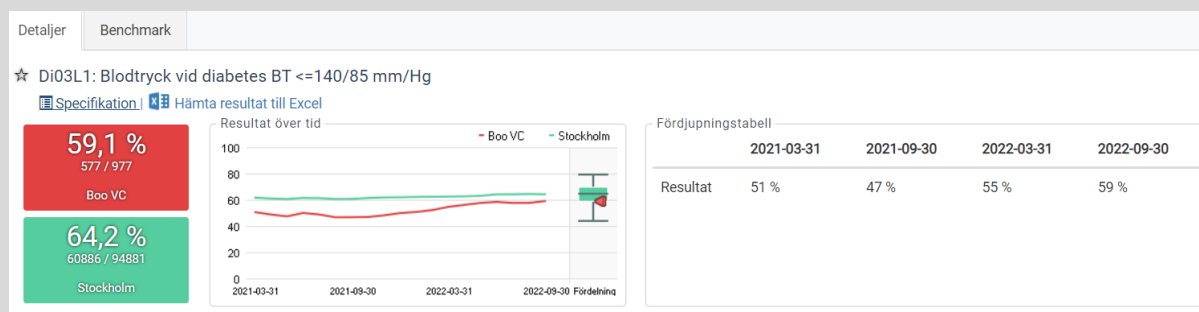 Detaljer Benchmark
Di03L1: Blodtryck vid diabetes BT <=140/85 mm/Hg
Specifikation | Hämta resultat till Excel
59,1 %
577 / 977
Boo VC
64,2 %
60886 / 94881
Stockholm
Resultat över tid
Boo VC Stockholm
100
80
60
40
20
0
2021-03-31 2021-09-30 2022-03-31 2022-09-30 Fördelning
Fördjupningstabell
2021-03-31 2021-09-30 2022-03-31 2022-09-30
Resultat 51 % 47 % 55 % 59 %